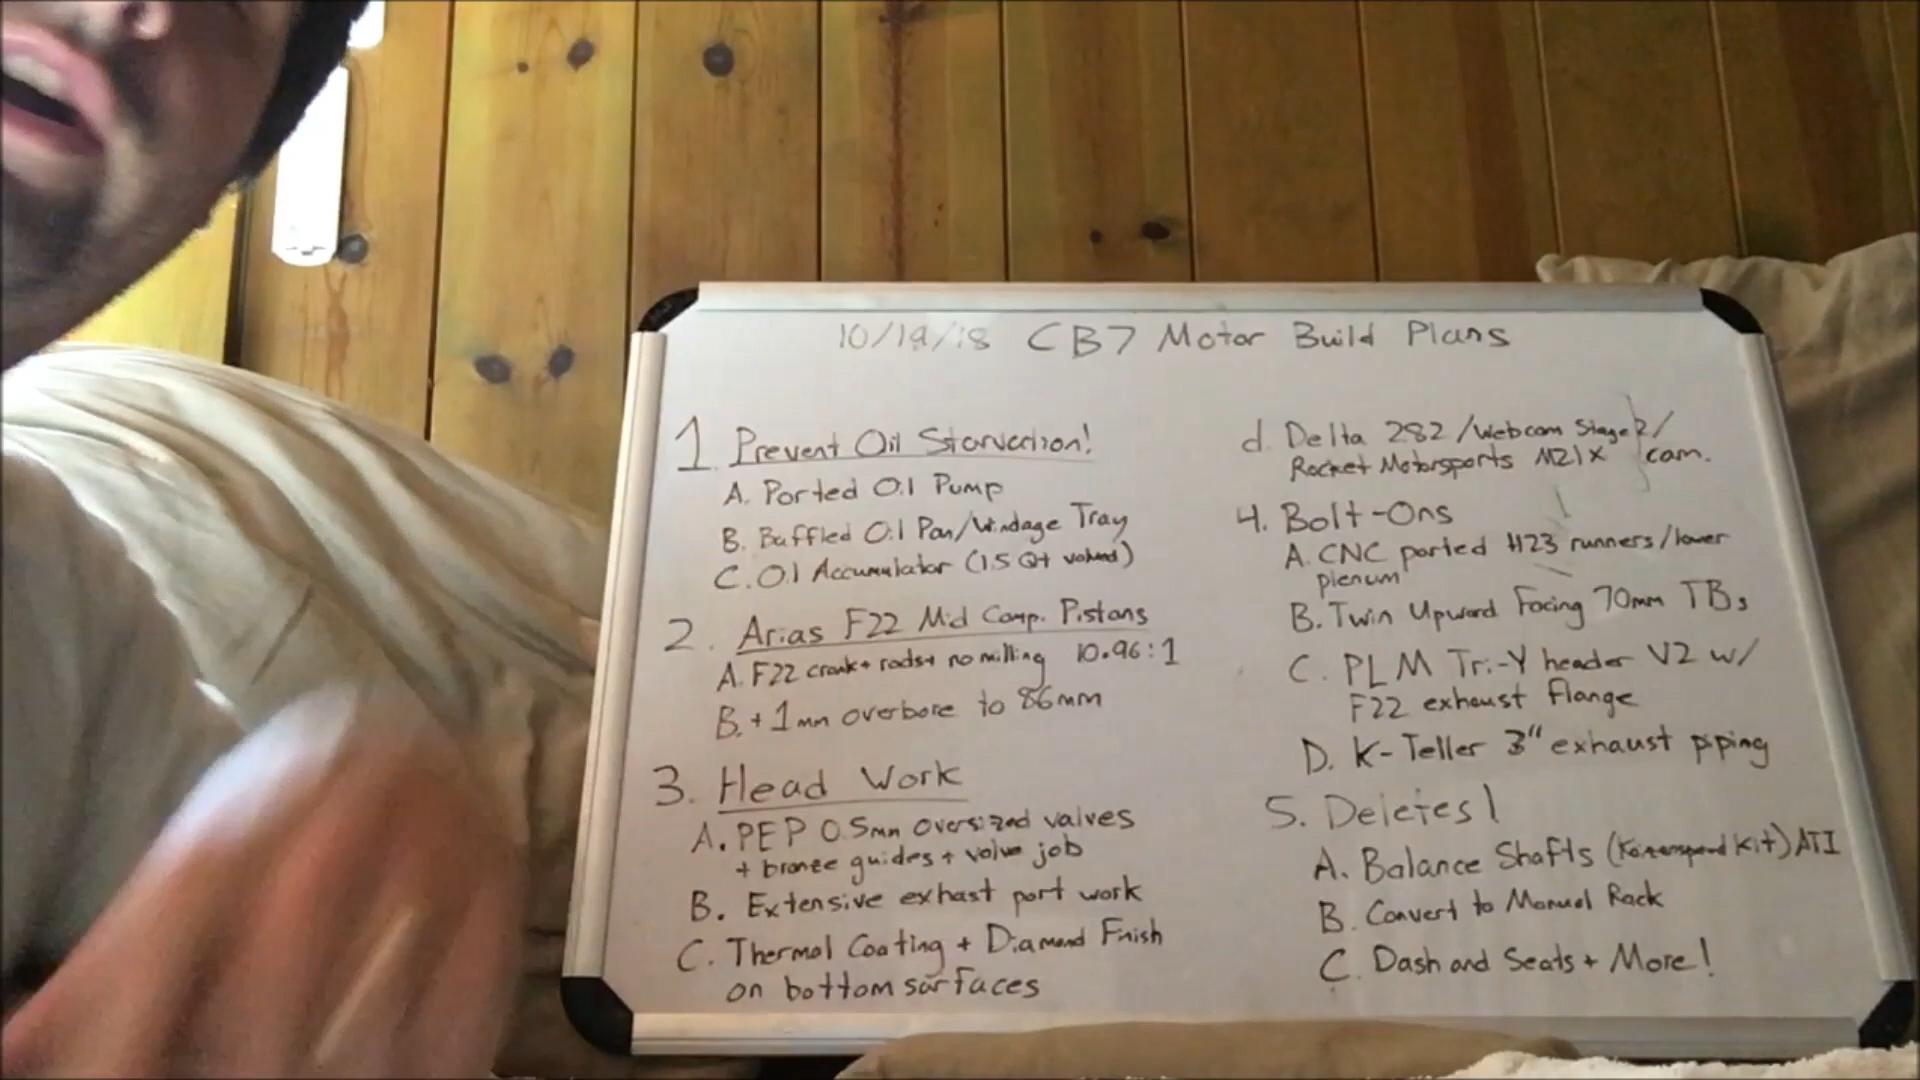 10/19/18 CB7 Motor Build Plans
1. Prevent Oil Starvation!
A. Ported Oil Pump
B. Baffled Oil Pan/Windage Tray
C. Oil Accumulator (1.5 Qt valved)
2. Arias F22 Mid Comp. Pistons
A. F22 crank+rods+ no milling 10.96:1
B. + 1mm overbore to 86mm
3. Head Work
A. PEP 0.5mm oversized valves
+ bronze guides + valve job
B. Extensive exhast port work
C. Thermal Coating + Diamond Finish
on bottom surfaces
d. Delta 282 /Webcam Stage 2/
Rocket Motorsports M21X cam.
4. Bolt-Ons
A. CNC ported H23 runners/lower
plenum
B. Twin Upward Facing 70mm TBs
C. PLM Tri-Y header V2 w/
F22 exhaust flange
D. K-Teller 3" exhaust piping
5. Deletes!
A. Balance Shafts ( Kit) ATI
B. Convert to Manual Rack
C. Dash and Seats + More!